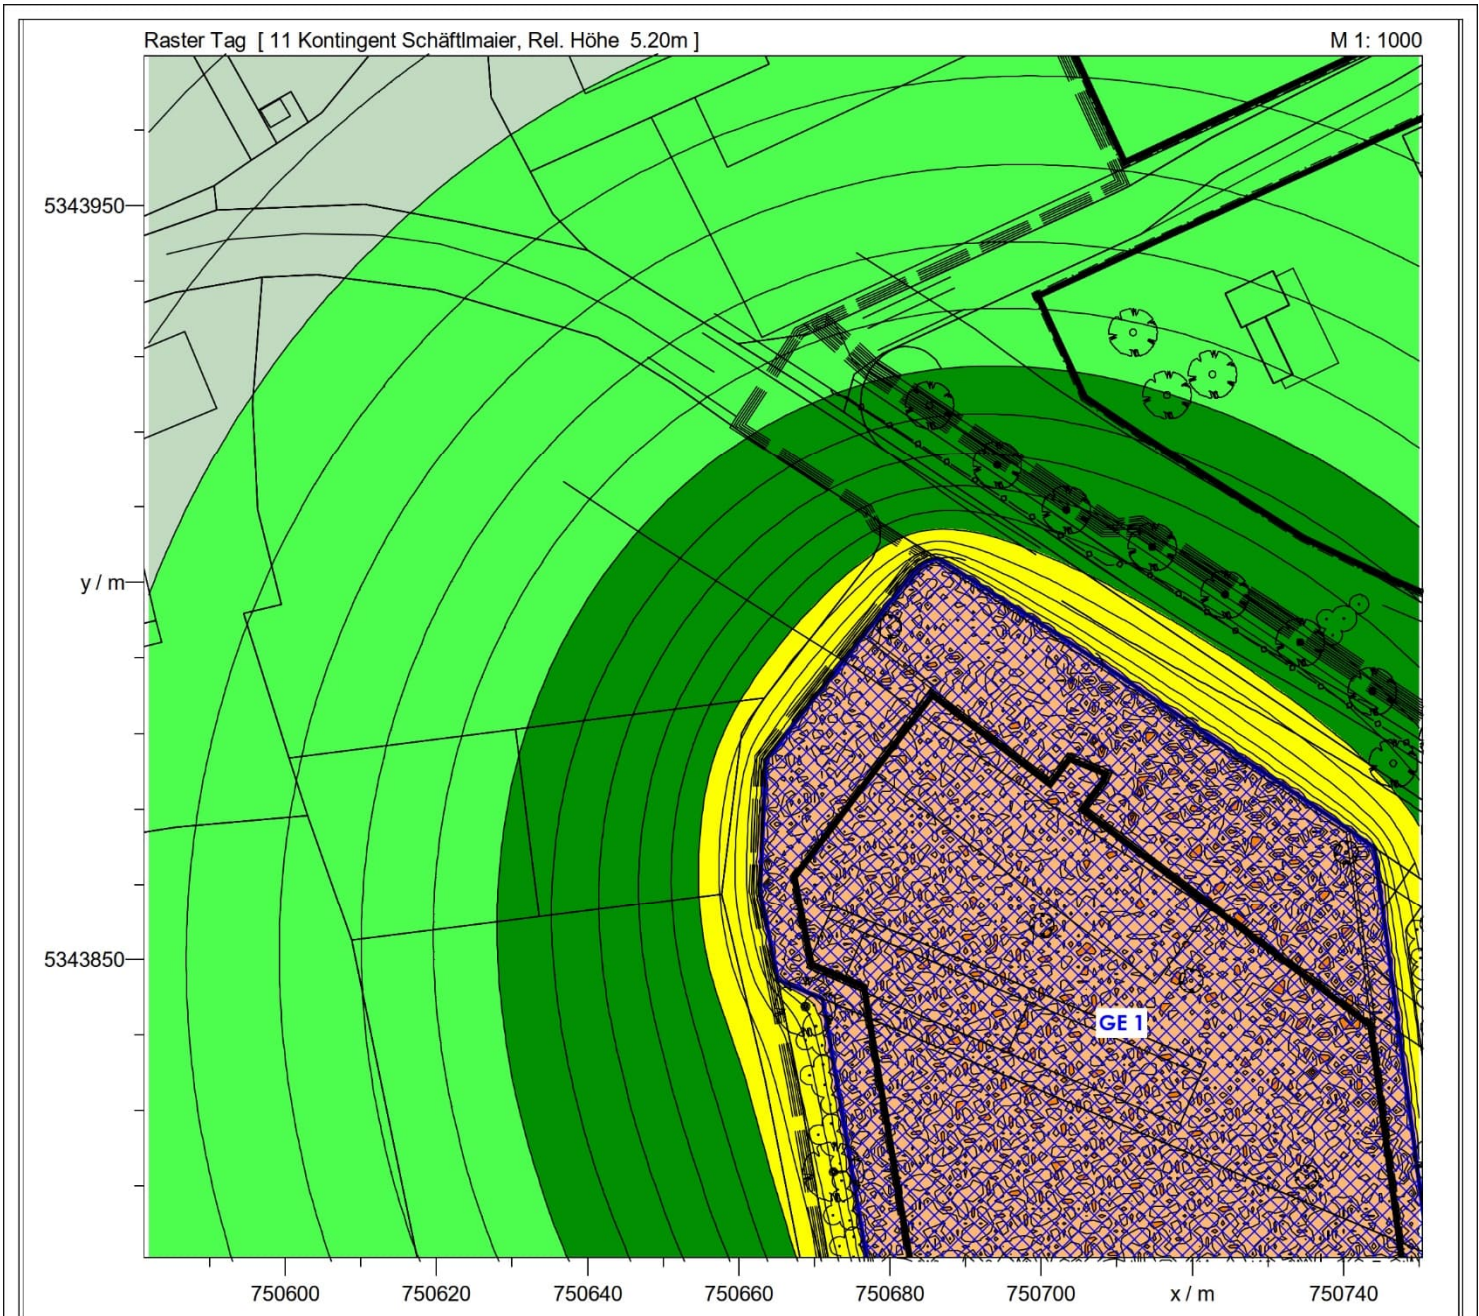 Raster Tag [ 11 Kontingent Schäftlmaier, Rel. Höhe 5.20m ]
M 1: 1000
5343950
y / m
5343850
GE 1
750600 750620 750640 750660 750680 750700 x / m 750740